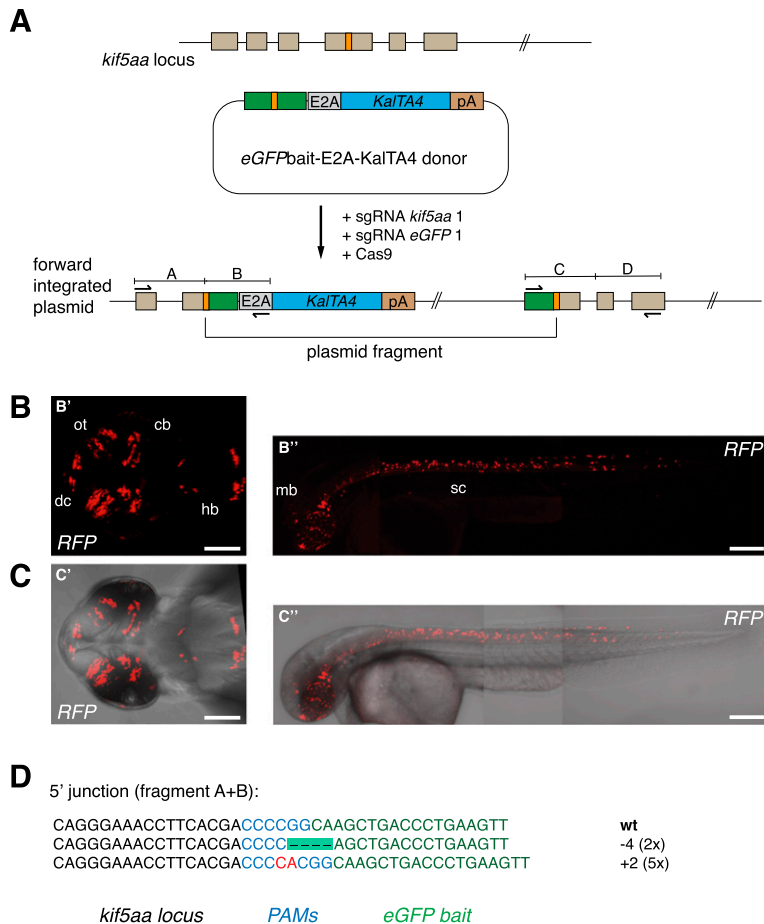 A
kif5aa locus
E2A KalTA4 pA
eGFPbait-E2A-KalTA4 donor
+ sgRNA kif5aa 1
+ sgRNA eGFP 1
+ Cas9
forward
integrated
plasmid
A B C D
E2A KalTA4 pA
plasmid fragment
B
B' ot cb dc hb RFP
B'' RFP mb sc
C
C' RFP
C'' RFP
D
5' junction (fragment A+B):
CAGGGAAACCTTCACGACCCCGGCAAGCTGACCCTGAAGTT wt
CAGGGAAACCTTCACGACCCC----AGCTGACCCTGAAGTT -4 (2x)
CAGGGAAACCTTCACGACCCCACGGCAAGCTGACCCTGAAGTT +2 (5x)
kif5aa locus PAMs eGFP bait